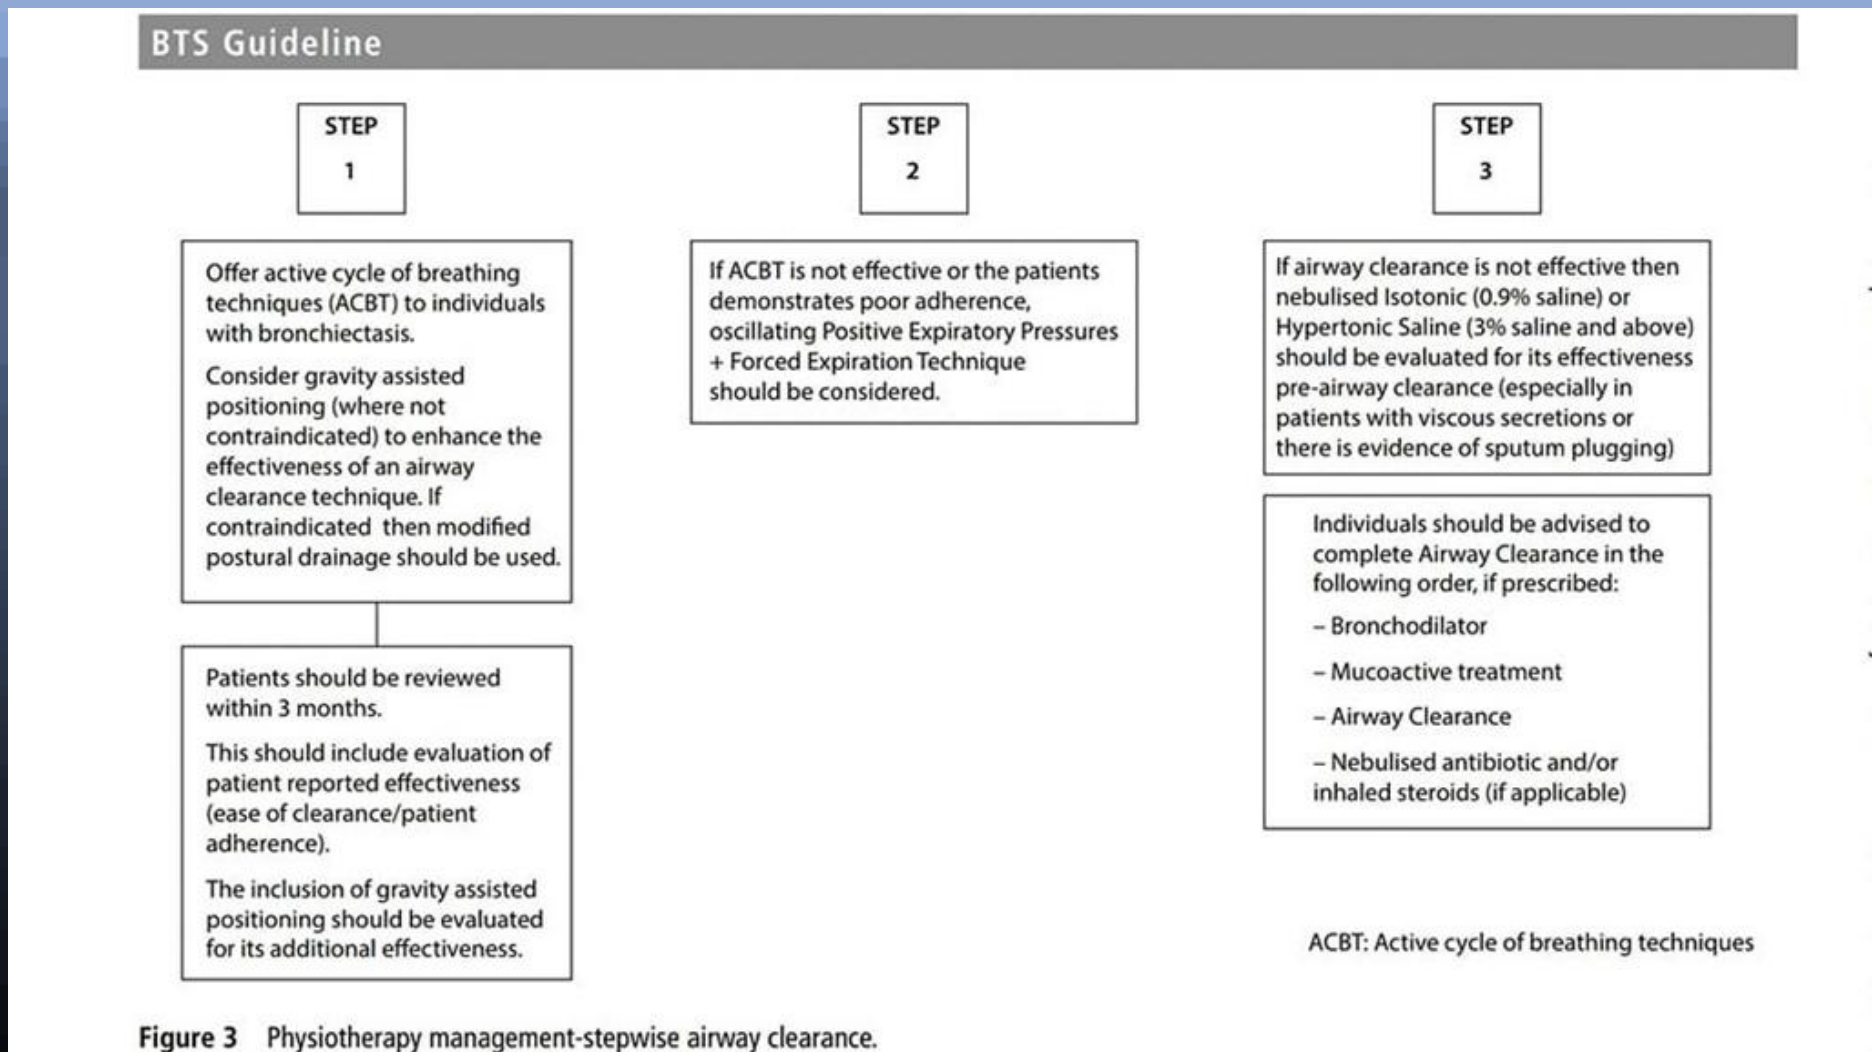 BTS Guideline
STEP
1
Offer active cycle of breathing
techniques (ACBT) to individuals
with bronchiectasis.
Consider gravity assisted
positioning (where not
contraindicated) to enhance the
effectiveness of an airway
clearance technique. If
contraindicated then modified
postural drainage should be used.
Patients should be reviewed
within 3 months.
This should include evaluation of
patient reported effectiveness
(ease of clearance/patient
adherence).
The inclusion of gravity assisted
positioning should be evaluated
for its additional effectiveness.
STEP
2
If ACBT is not effective or the patients
demonstrates poor adherence,
oscillating Positive Expiratory Pressures
+ Forced Expiration Technique
should be considered.
STEP
3
If airway clearance is not effective then
nebulised Isotonic (0.9% saline) or
Hypertonic Saline (3% saline and above)
should be evaluated for its effectiveness
pre-airway clearance (especially in
patients with viscous secretions or
there is evidence of sputum plugging)
Individuals should be advised to
complete Airway Clearance in the
following order, if prescribed:
– Bronchodilator
– Mucoactive treatment
– Airway Clearance
– Nebulised antibiotic and/or
inhaled steroids (if applicable)
ACBT: Active cycle of breathing techniques
Figure 3 Physiotherapy management-stepwise airway clearance.